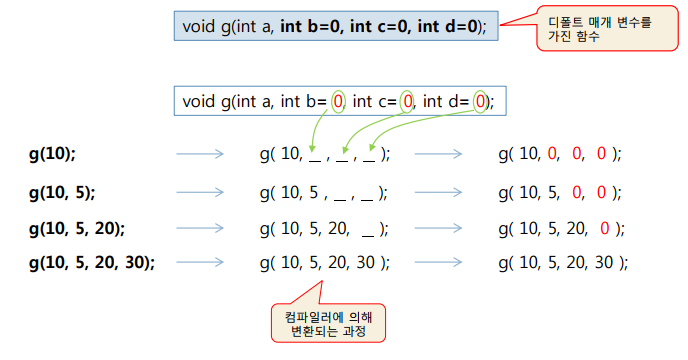 void g(int a, int b=0, int c=0, int d=0);
디폴트 매개 변수를
가진 함수
void g(int a, int b= 0, int c= 0, int d= 0);
g(10); g( 10, _ , _ , _ ); g( 10, 0, 0, 0 );
g(10, 5); g( 10, 5 , _ , _ ); g( 10, 5, 0, 0 );
g(10, 5, 20); g( 10, 5, 20, _ ); g( 10, 5, 20, 0 );
g(10, 5, 20, 30); g( 10, 5, 20, 30 ); g( 10, 5, 20, 30 );
컴파일러에 의해
변환되는 과정